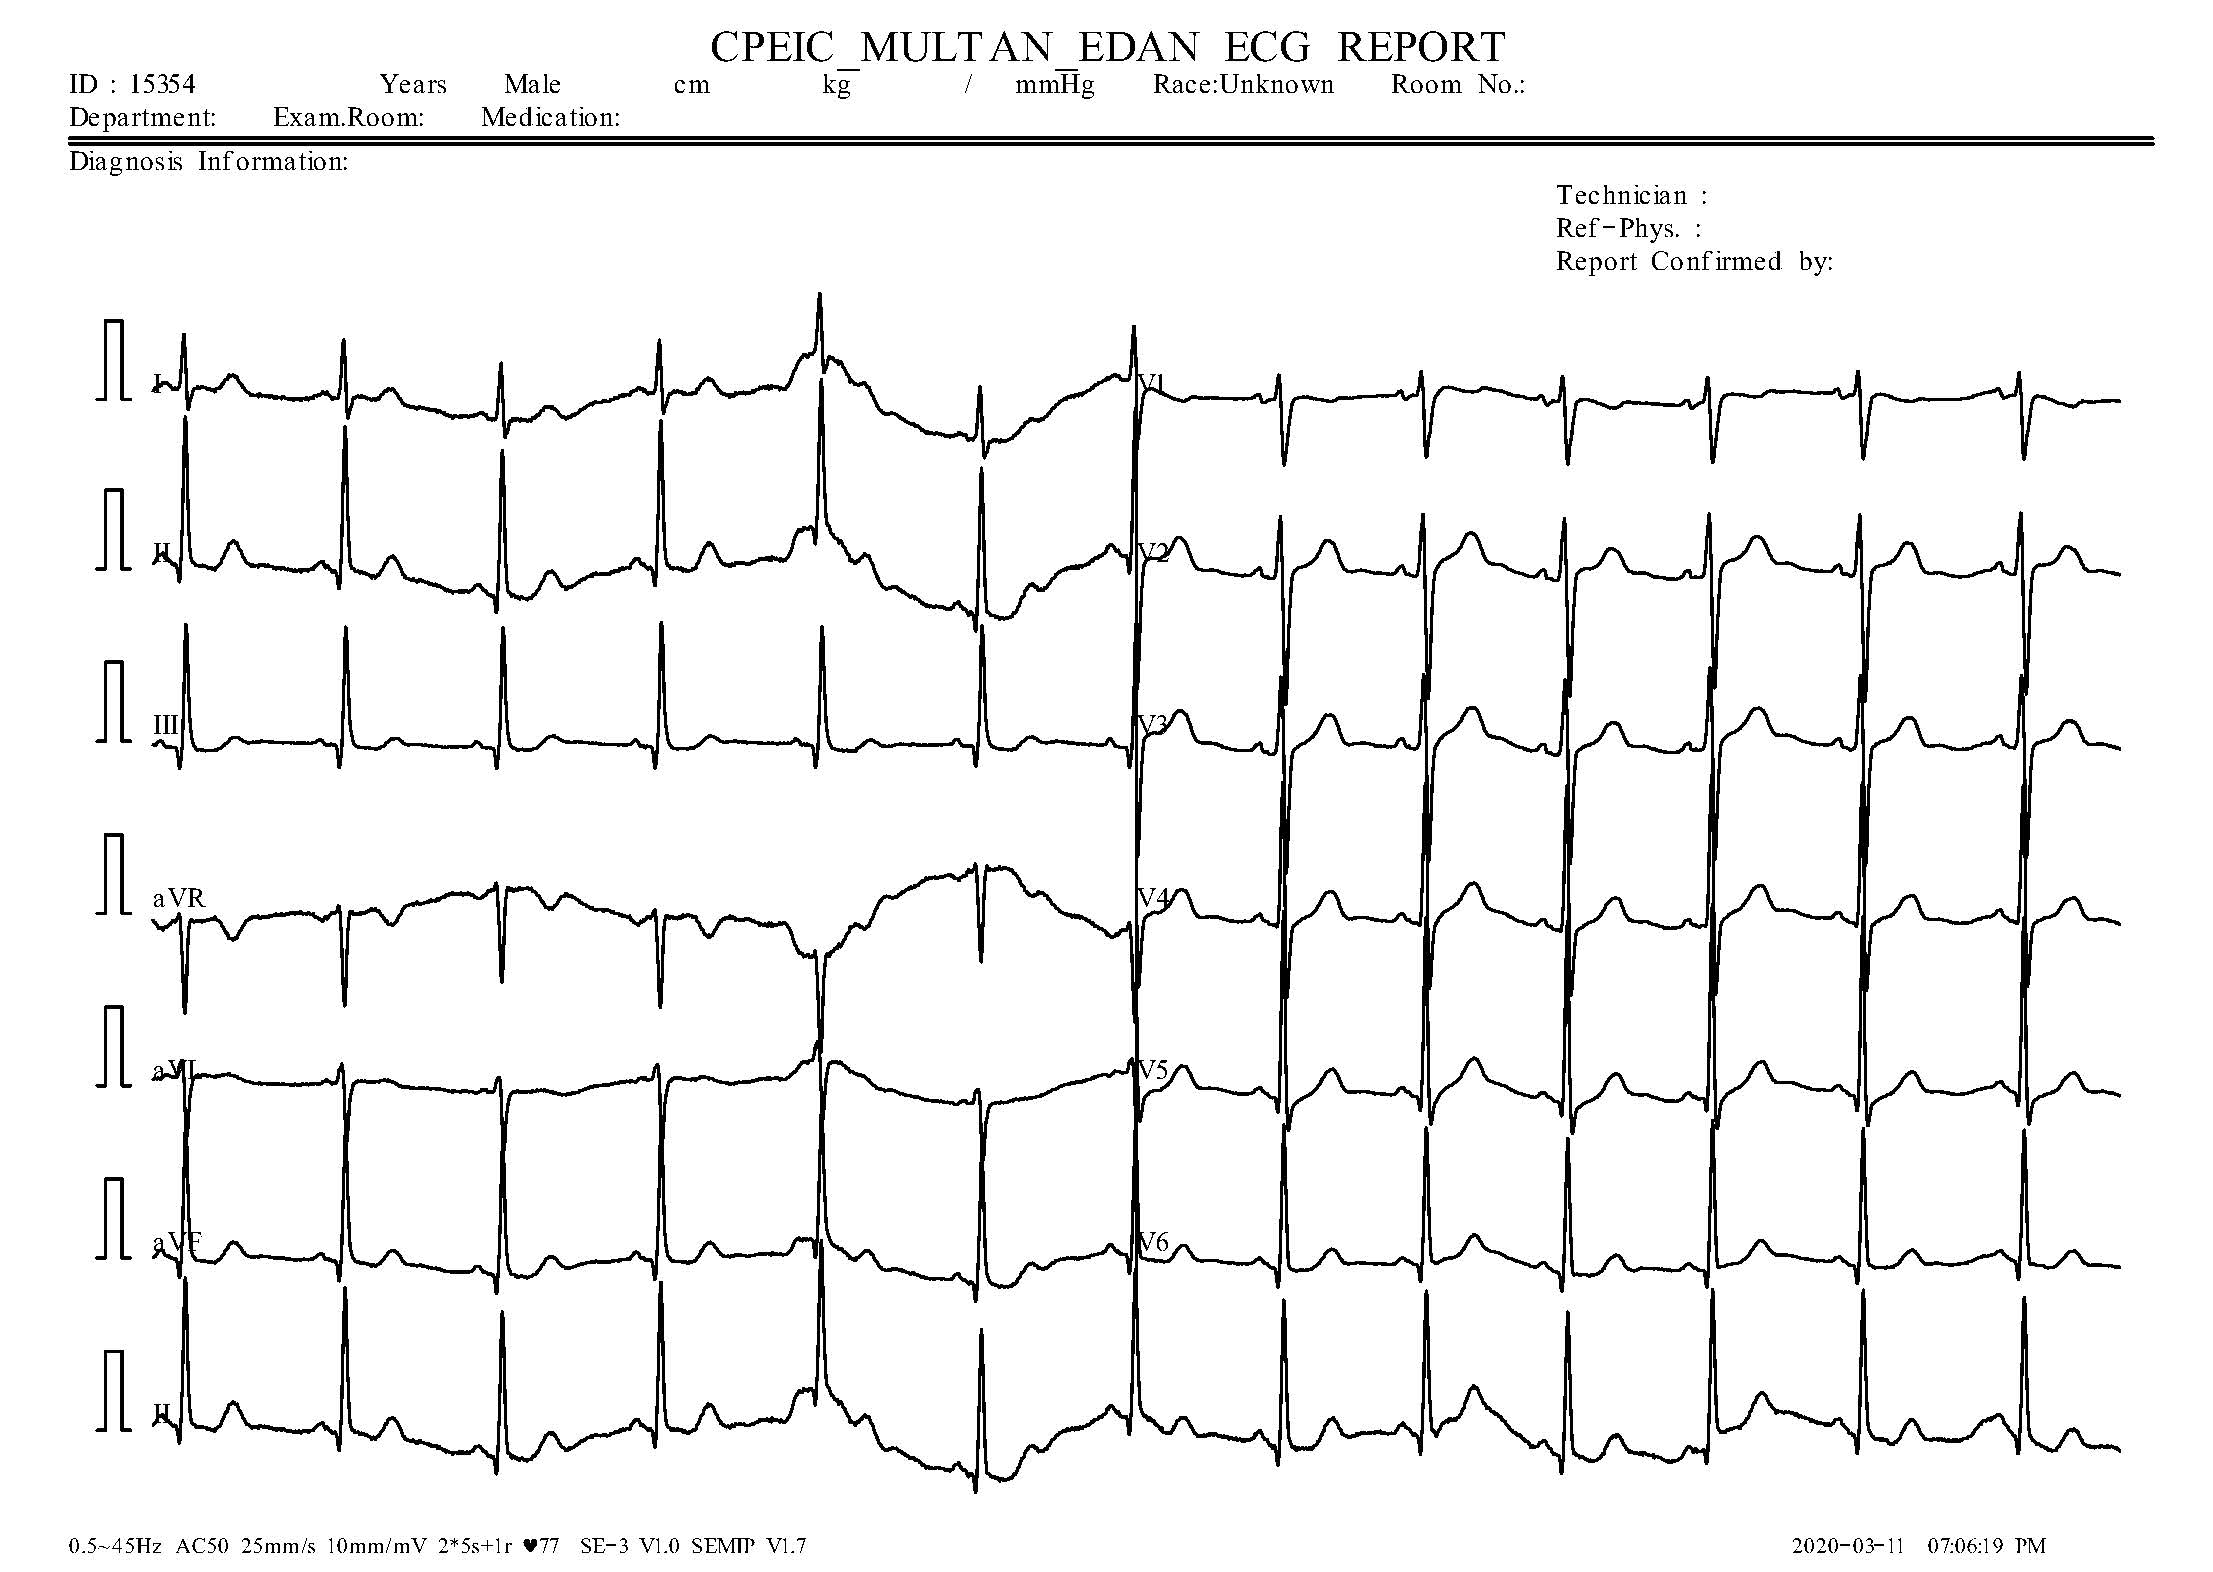 CPEIC_MULTAN_EDAN ECG REPORT
ID : 15354 Years Male cm kg / mmHg Race:Unknown Room No.:
Department: Exam.Room: Medication:
Diagnosis Information:
Technician :
Ref-Phys. :
Report Confirmed by:
I V1
II V2
III V3
aVR V4
aVL V5
aVF V6
II
0.5~45Hz AC50 25mm/s 10mm/mV 2*5s+1r ♥77 SE-3 V1.0 SEMIP V1.7 2020-03-11 07:06:19 PM